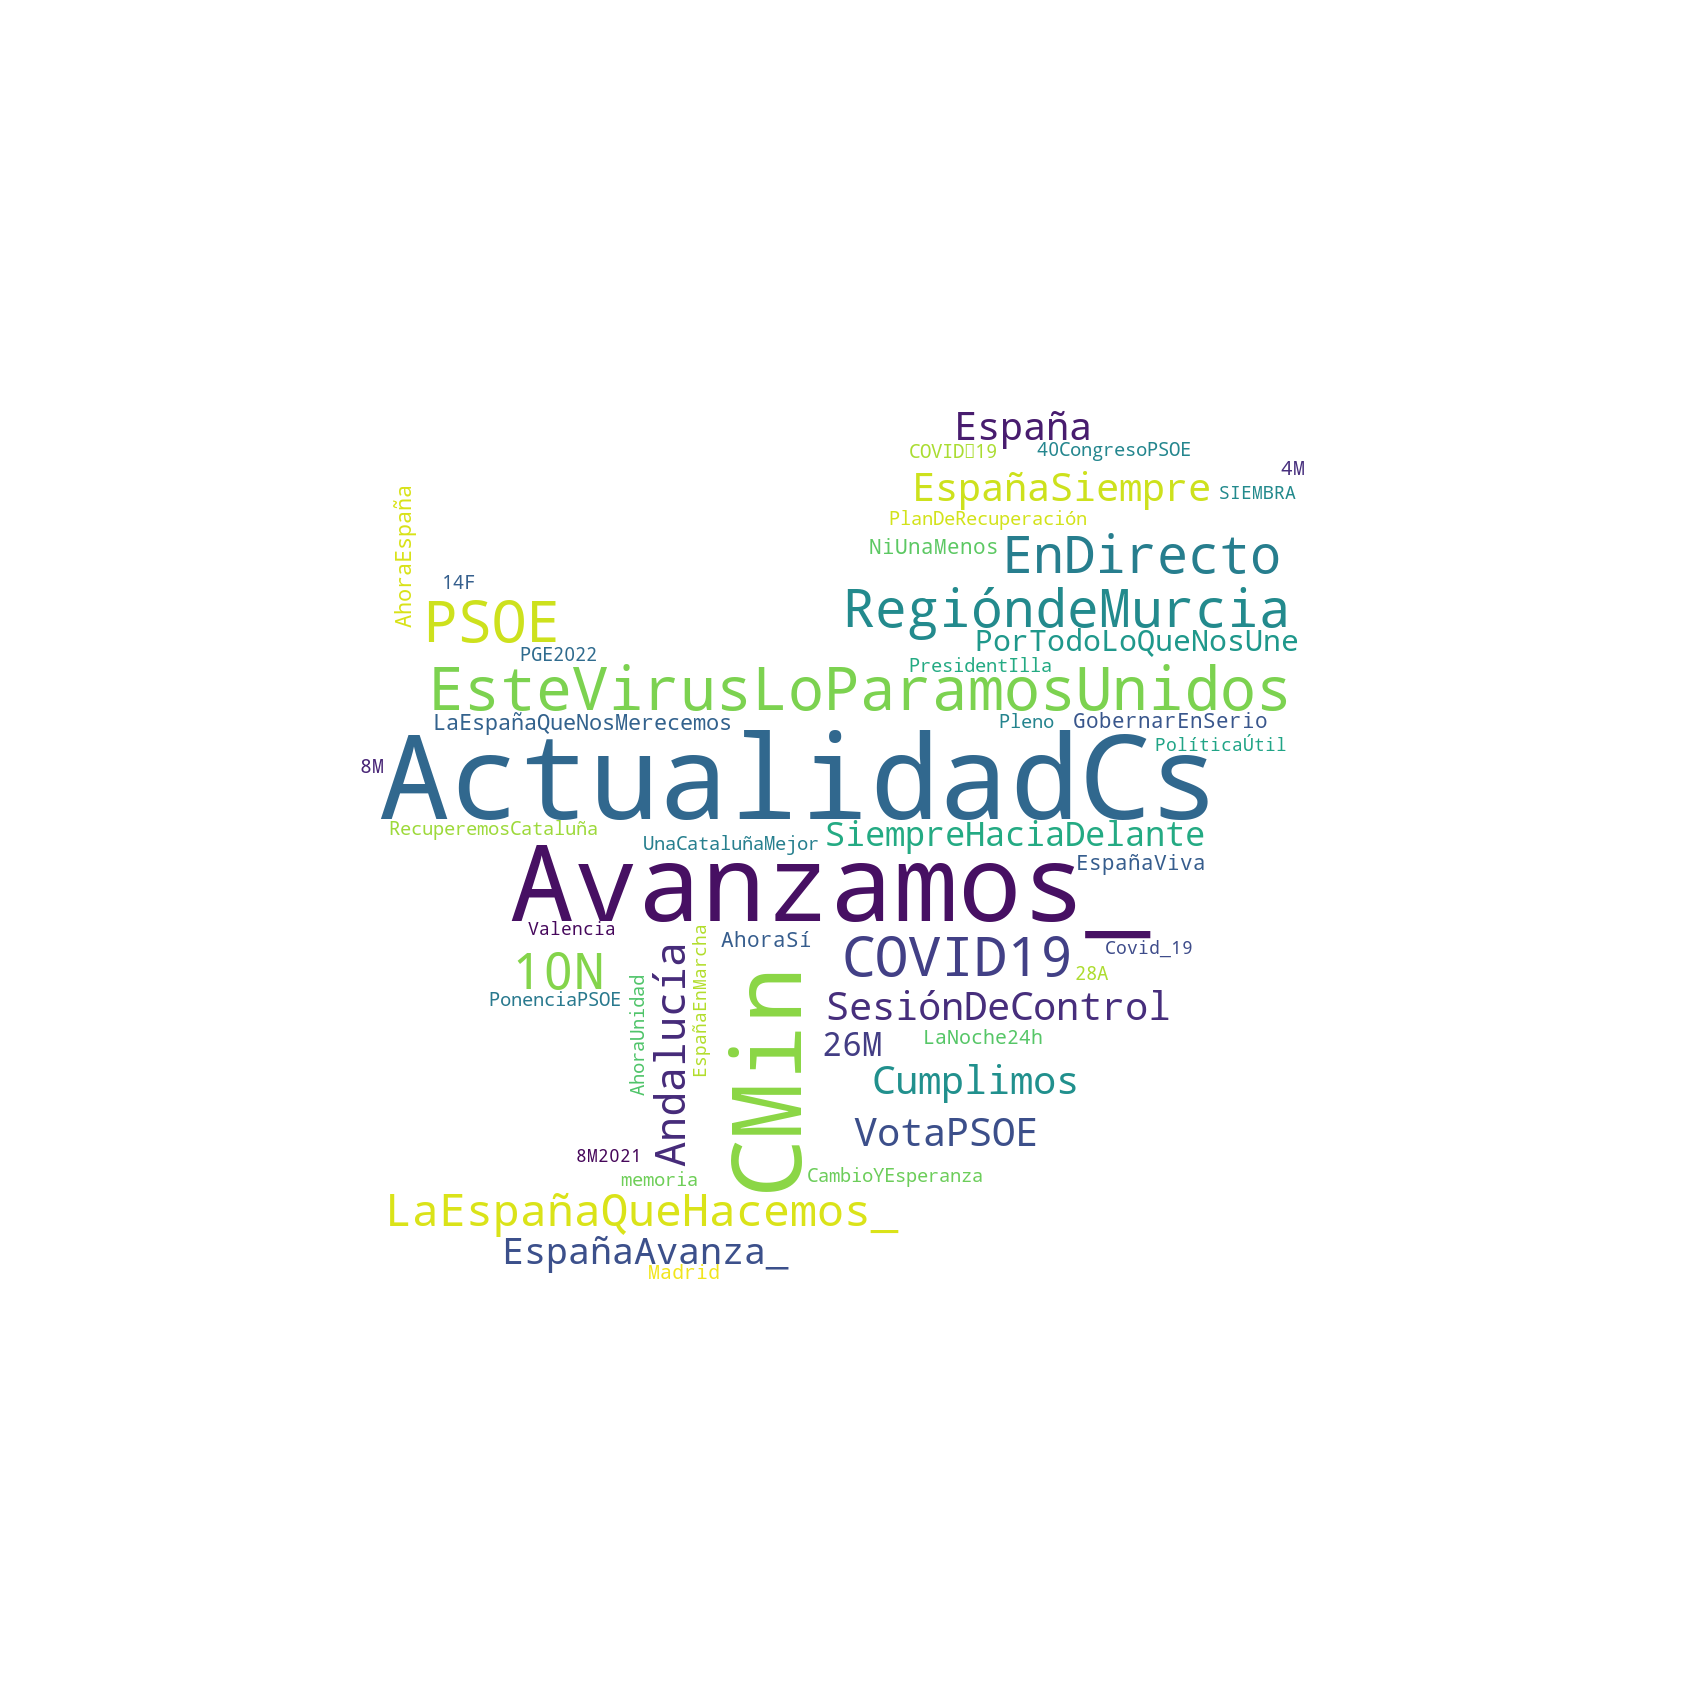 España
COVID▯19
40CongresoPSOE
4M
EspañaSiempre
SIEMBRA
AhoraEspaña
PlanDeRecuperación
NiUnaMenos
EnDirecto
14F
PSOE
RegióndeMurcia
PorTodoLoQueNosUne
PGE2022
PresidentIlla
EsteVirusLoParamosUnidos
LaEspañaQueNosMerecemos
Pleno
GobernarEnSerio
PolíticaÚtil
8M
ActualidadCs
RecuperemosCataluña
UnaCataluñaMejor
SiempreHaciaDelante
EspañaViva
Avanzamos_
Valencia
AhoraSí
COVID19
Covid_19
10N
28A
PonenciaPSOE
AhoraUnidad
Andalucía
EspañaEnMarcha
CMin
SesiónDeControl
26M
LaNoche24h
Cumplimos
VotaPSOE
8M2021
memoria
CambioYEsperanza
LaEspañaQueHacemos_
EspañaAvanza_
Madrid